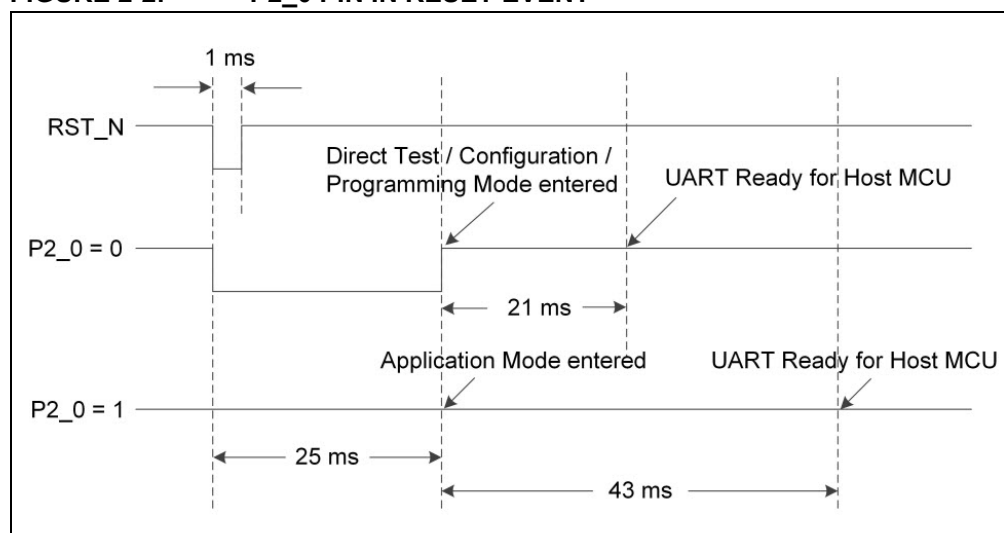 1 ms
RST_N
Direct Test / Configuration /
Programming Mode entered
UART Ready for Host MCU
P2_0 = 0
21 ms
Application Mode entered
UART Ready for Host MCU
P2_0 = 1
25 ms
43 ms